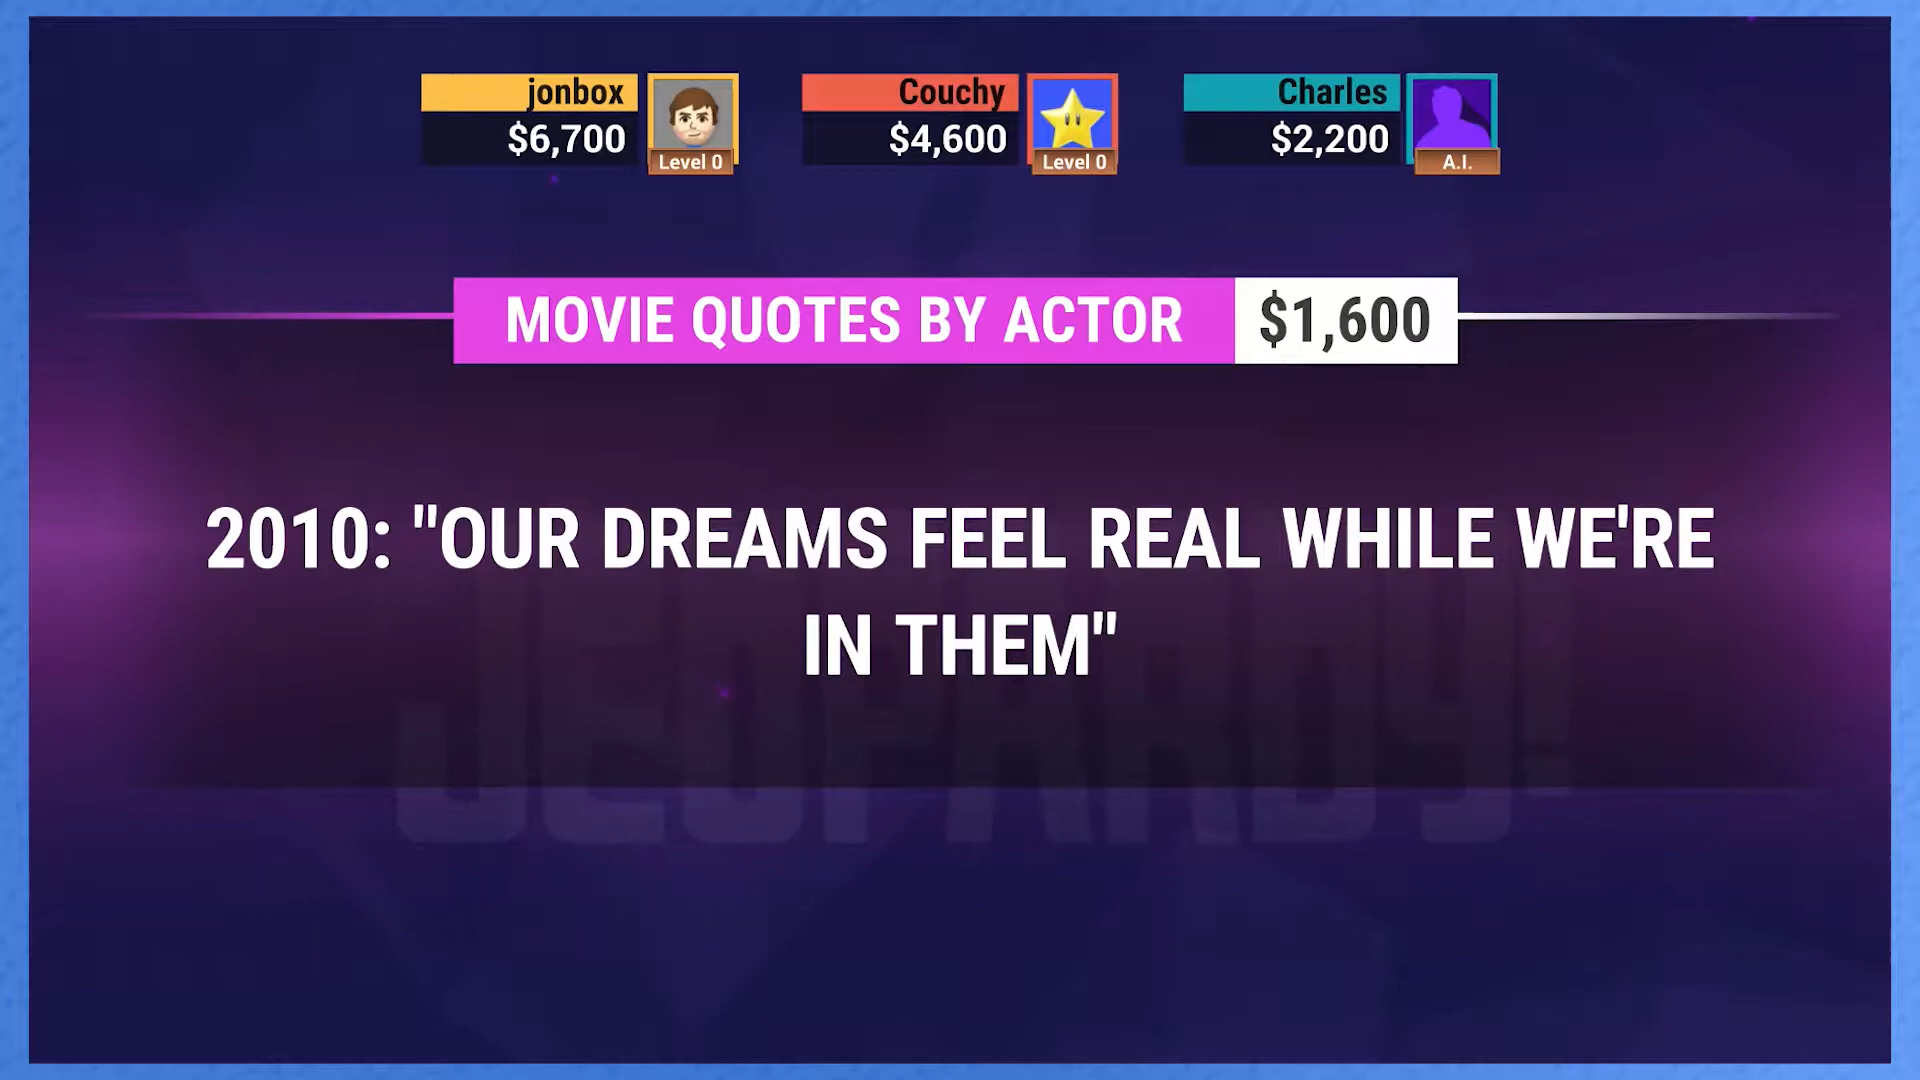 jonbox
$6,700
Level 0
Couchy
$4,600
Level 0
Charles
$2,200
A.I.
MOVIE QUOTES BY ACTOR $1,600
2010: "OUR DREAMS FEEL REAL WHILE WE'RE
IN THEM"
JEOPARDY!